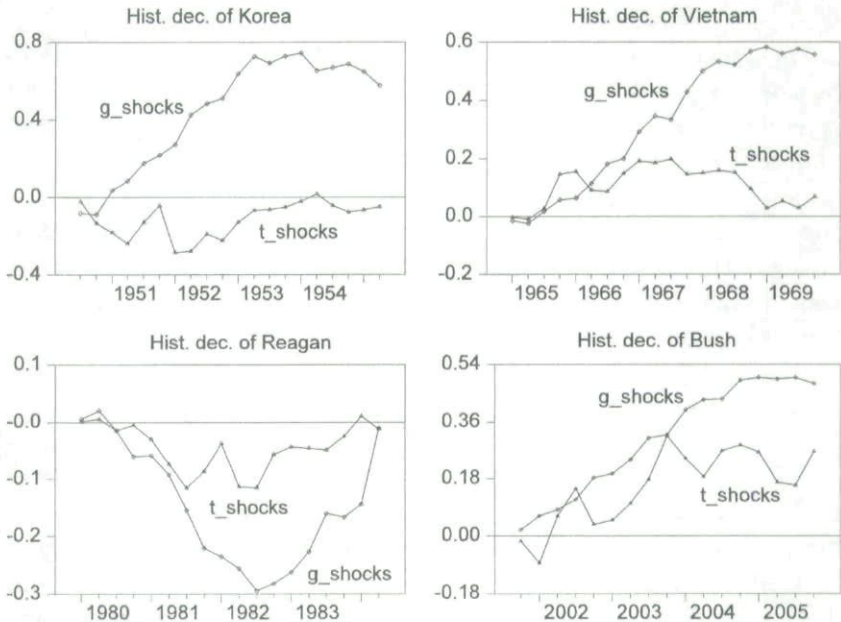 Hist. dec. of Korea
0.8
0.4
0.0
-0.4
g_shocks
t_shocks
1951 1952 1953 1954
Hist. dec. of Vietnam
0.6
0.4
0.2
0.0
-0.2
g_shocks
t_shocks
1965 1966 1967 1968 1969
Hist. dec. of Reagan
0.1
-0.0
-0.1
-0.2
-0.3
t_shocks
g_shocks
1980 1981 1982 1983
Hist. dec. of Bush
0.54
0.36
0.18
0.00
-0.18
g_shocks
t_shocks
2002 2003 2004 2005